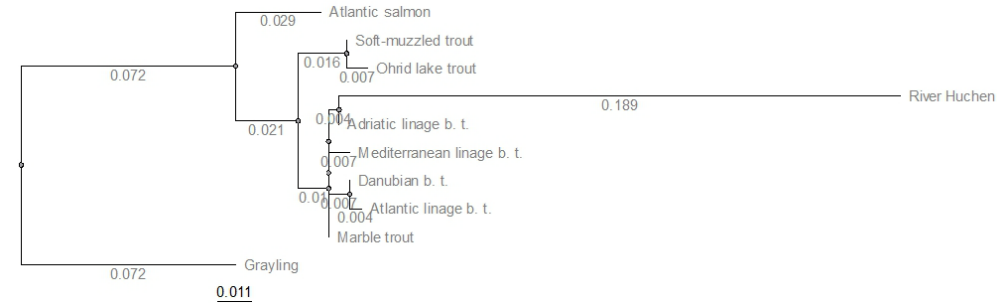 Atlantic salmon
0.029
Soft-muzzled trout
0.016
Ohrid lake trout
0.072
0.007
River Huchen
0.189
0.004
Adriatic linage b. t.
0.021
Mediterranean linage b. t.
0.007
Danubian b. t.
0.01
0.007
Atlantic linage b. t.
0.004
Marble trout
Grayling
0.072
0.011